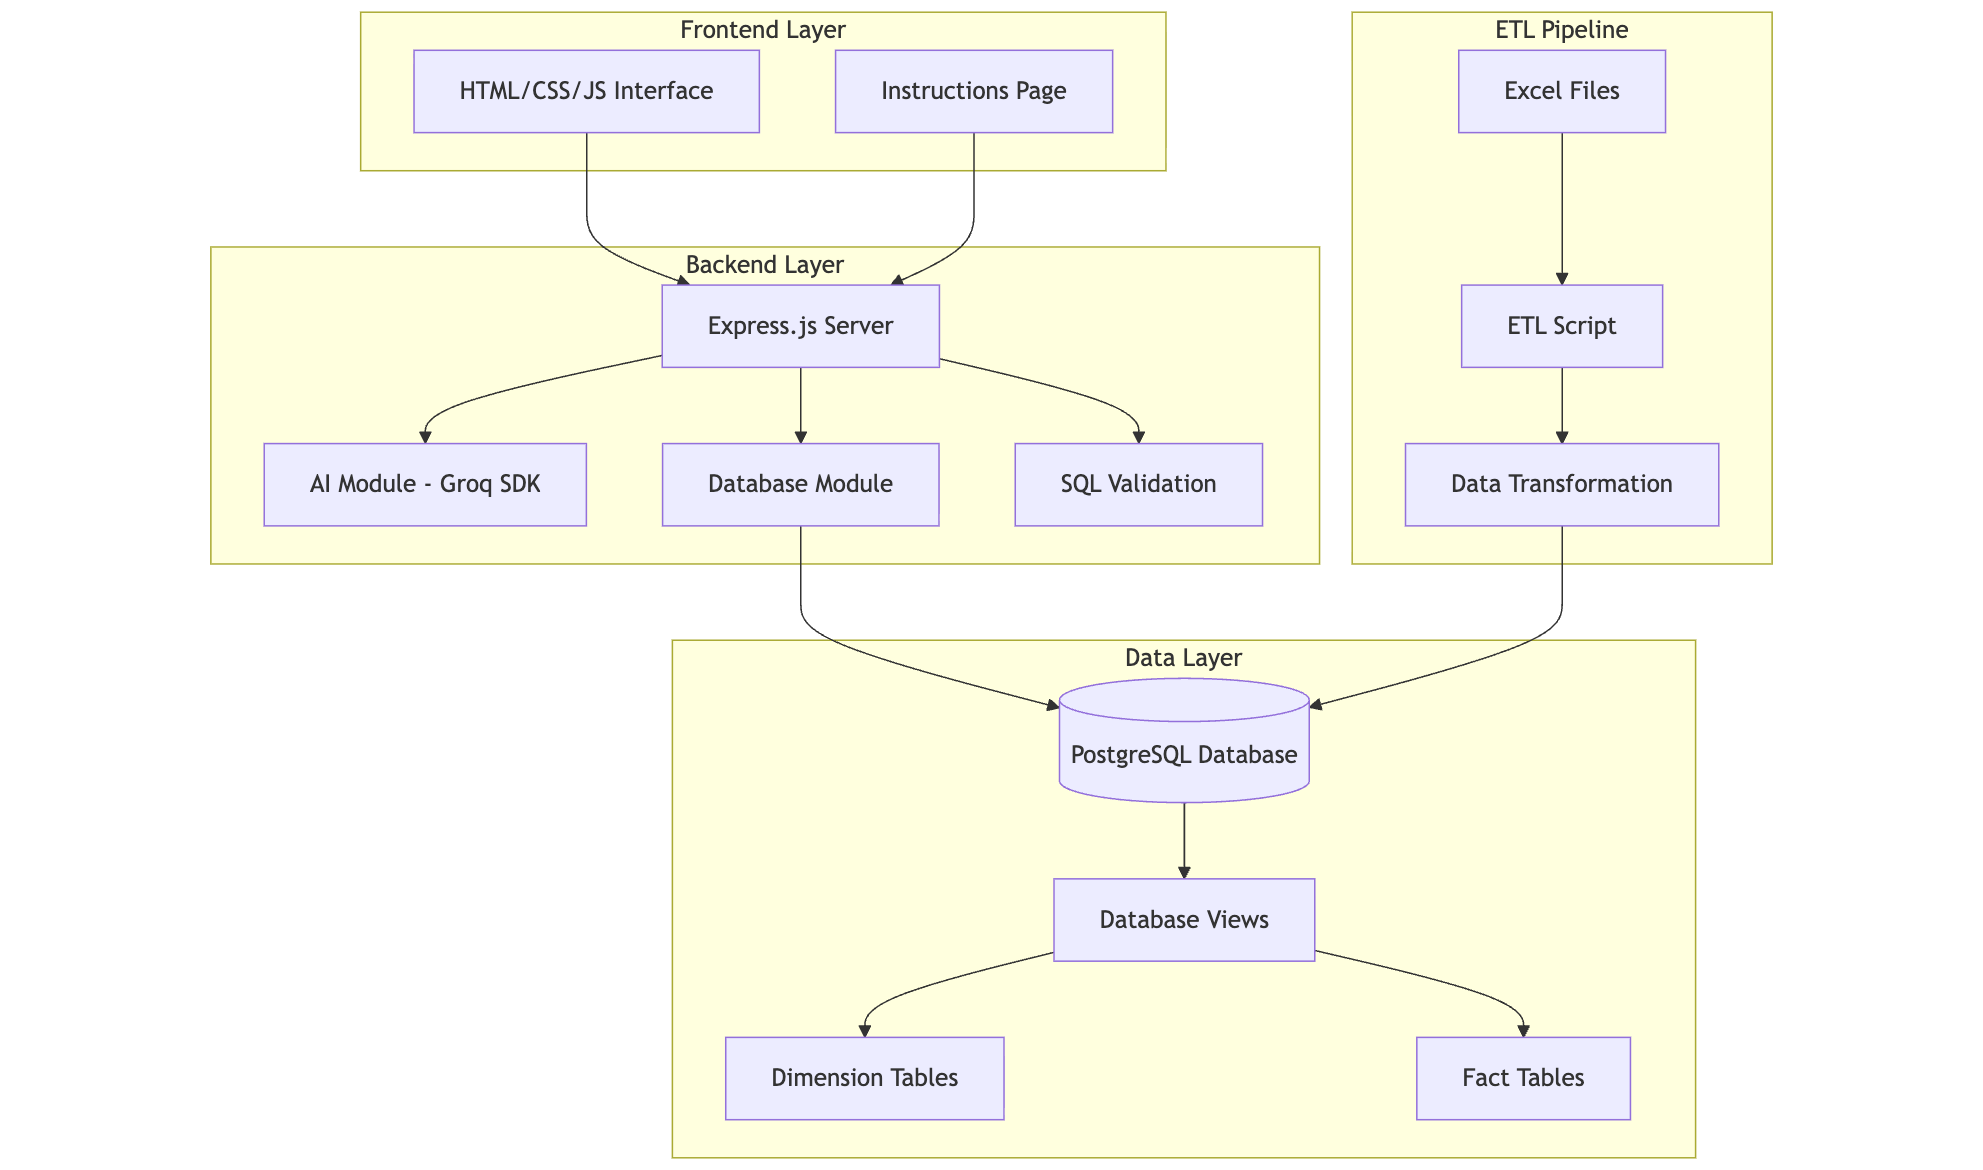 Frontend Layer
HTML/CSS/JS Interface
Instructions Page
ETL Pipeline
Excel Files
Backend Layer
Express.js Server
ETL Script
AI Module - Groq SDK
Database Module
SQL Validation
Data Transformation
Data Layer
PostgreSQL Database
Database Views
Dimension Tables
Fact Tables